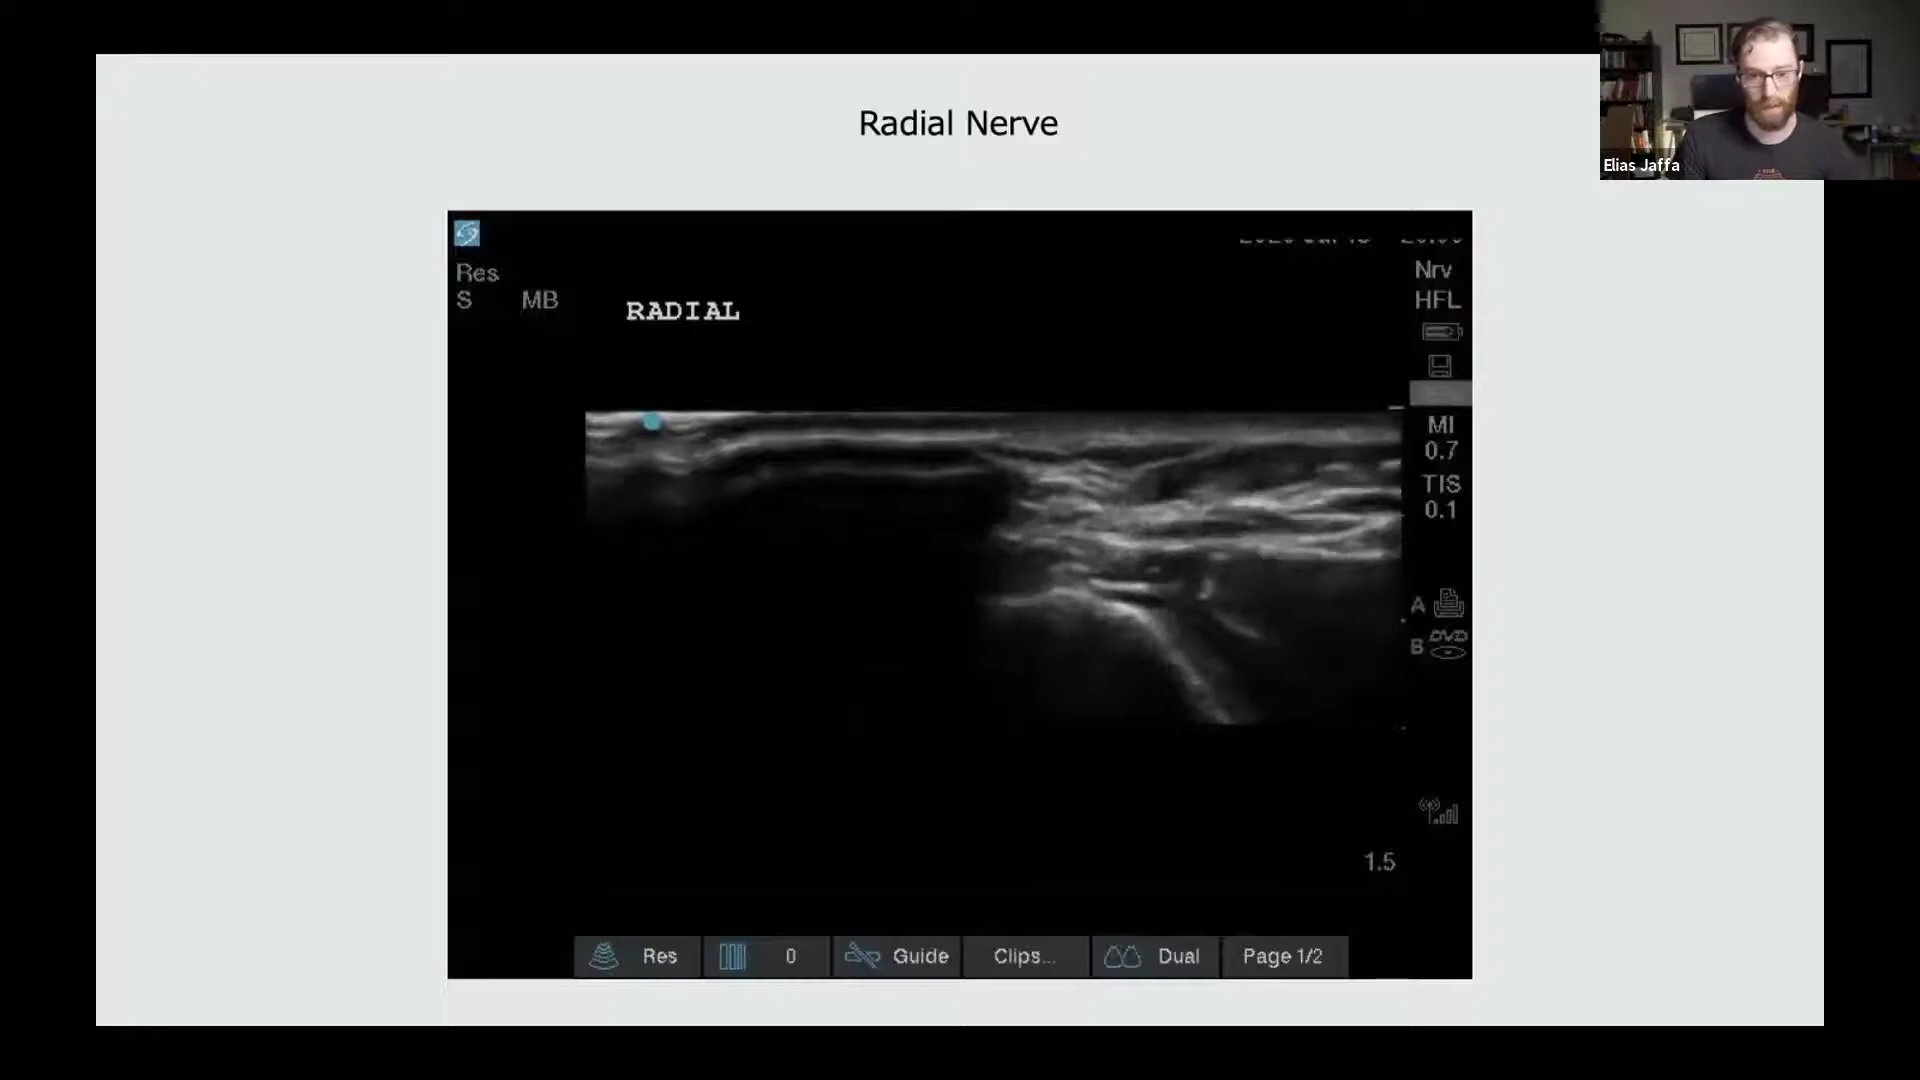 Radial Nerve
Elias Jaffa
Res
S MB
RADIAL
Nrv
HFL
MI
0.7
TIS
0.1
A
B DVD
1.5
Res 0 Guide Clips... Dual Page 1/2